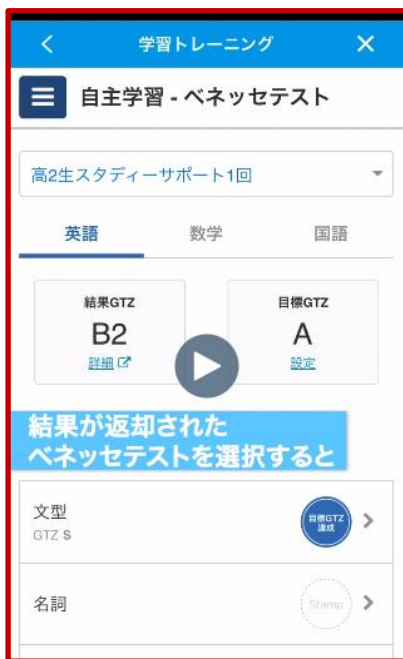 学習トレーニング
自主学習 - ベネッセテスト
高2生スタディーサポート1回
英語 数学 国語
結果GTZ 目標GTZ
B2 A
詳細 設定
結果が返却された
ベネッセテストを選択すると
文型
GTZ S
目標GTZ
達成
名詞
Stamp